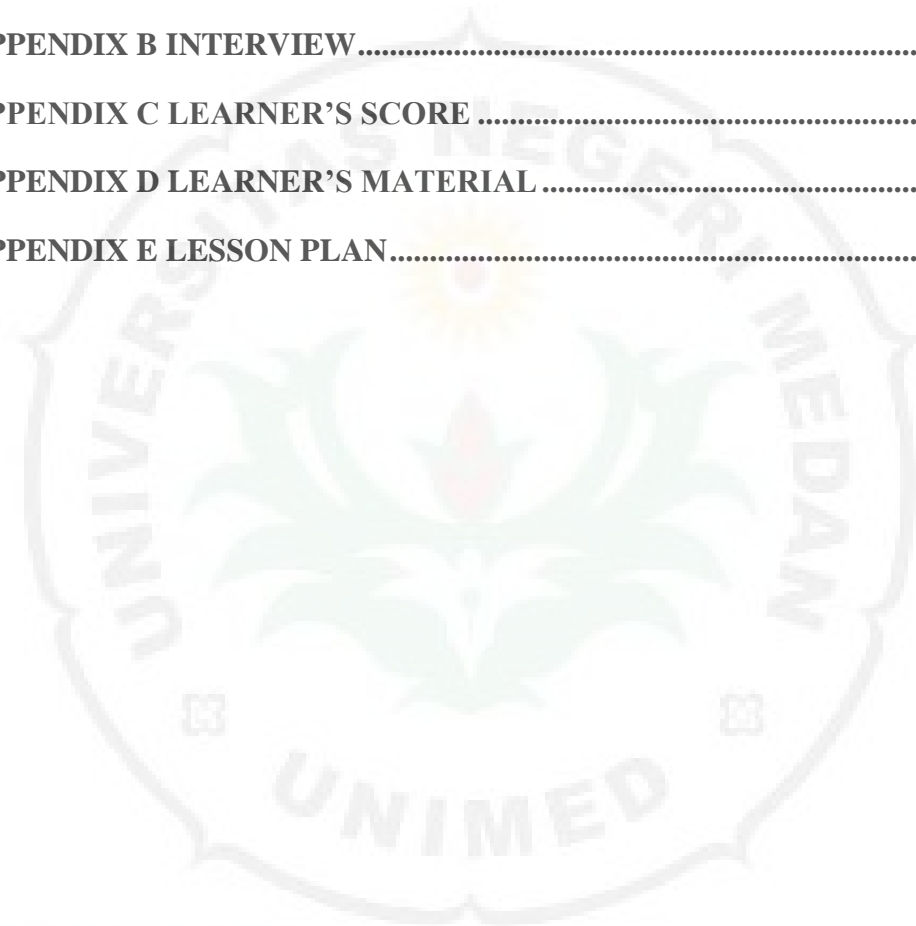 PPENDIX B INTERVIEW
PPENDIX C LEARNER’S SCORE
PPENDIX D LEARNER’S MATERIAL
PPENDIX E LESSON PLAN
UNIVERSITAS NEGERI MEDAN
UNIMED